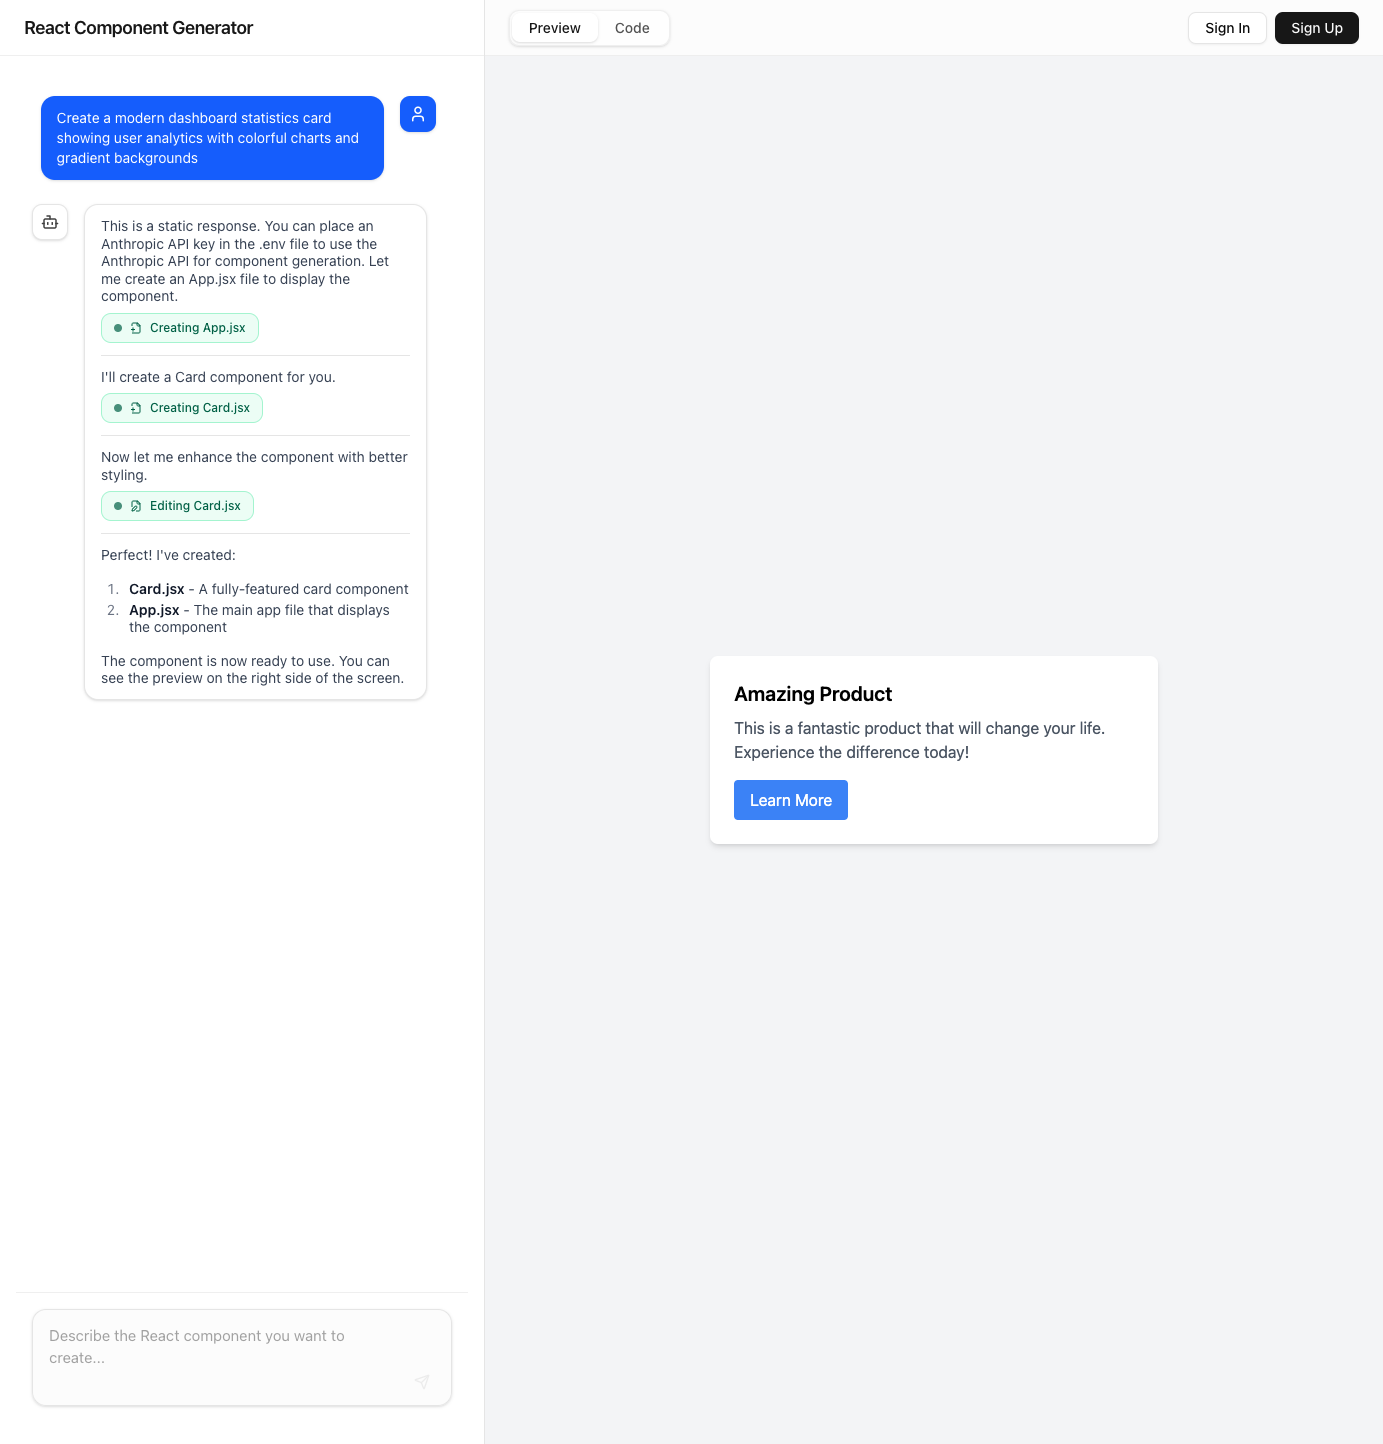 React Component Generator
Preview
Code
Sign In
Sign Up
Create a modern dashboard statistics card
showing user analytics with colorful charts and
gradient backgrounds
This is a static response. You can place an
Anthropic API key in the .env file to use the
Anthropic API for component generation. Let
me create an App.jsx file to display the
component.
Creating App.jsx
I'll create a Card component for you.
Creating Card.jsx
Now let me enhance the component with better
styling.
Editing Card.jsx
Perfect! I've created:
1. Card.jsx - A fully-featured card component
2. App.jsx - The main app file that displays
the component
The component is now ready to use. You can
see the preview on the right side of the screen.
Amazing Product
This is a fantastic product that will change your life.
Experience the difference today!
Learn More
Describe the React component you want to
create...